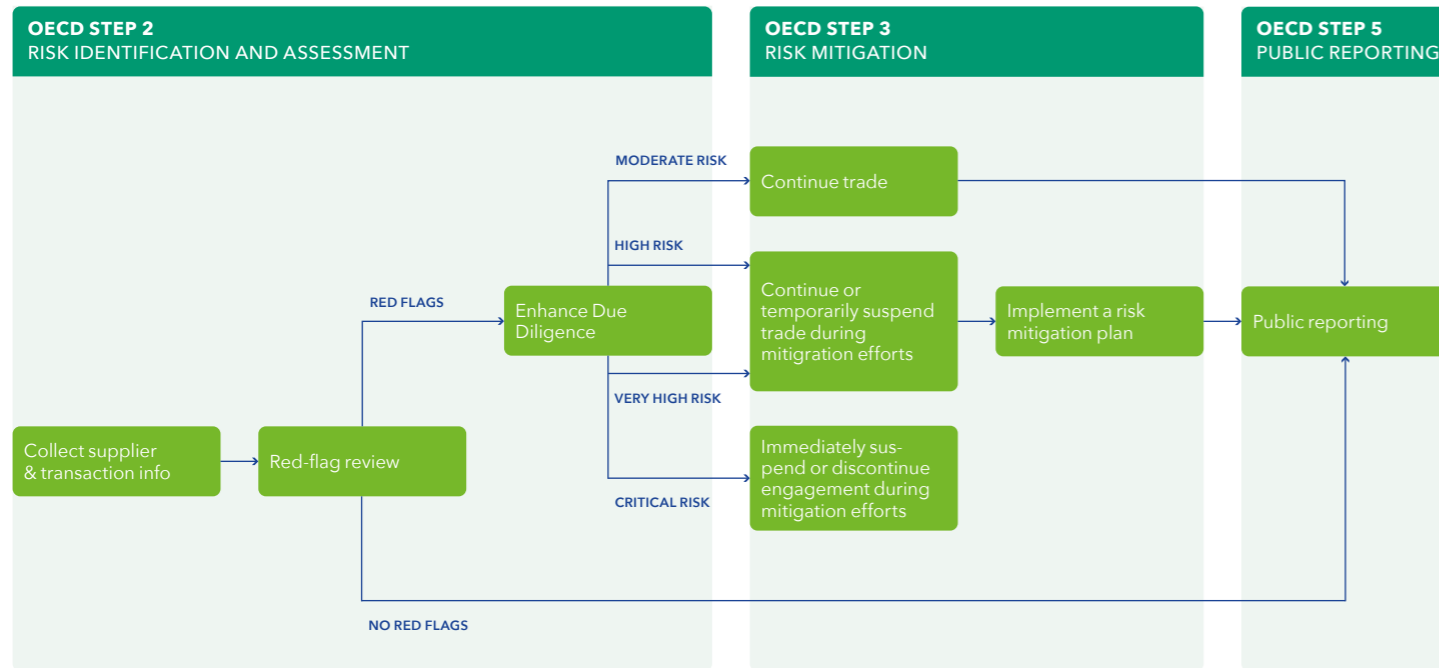 OECD STEP 2
RISK IDENTIFICATION AND ASSESSMENT
OECD STEP 3
RISK MITIGATION
OECD STEP 5
PUBLIC REPORTING
MODERATE RISK
Continue trade
HIGH RISK
RED FLAGS
Enhance Due
Diligence
Continue or
temporarily suspend
trade during
mitigration efforts
Implement a risk
mitigation plan
Public reporting
VERY HIGH RISK
Collect supplier
& transaction info
Red-flag review
Immediately sus-
pend or discontinue
engagement during
mitigation efforts
CRITICAL RISK
NO RED FLAGS